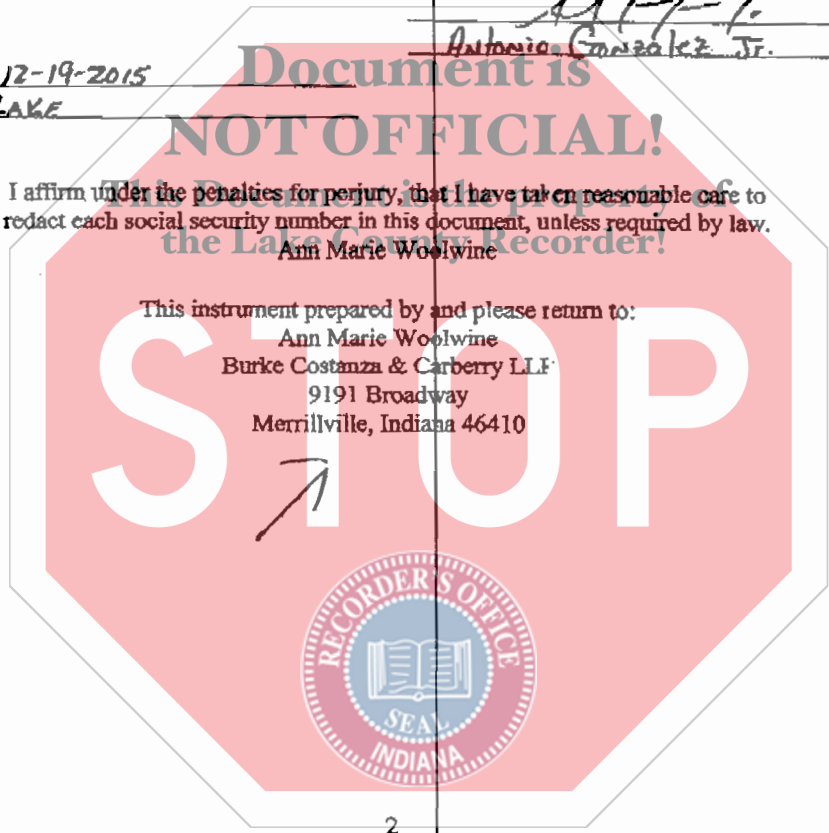 Antonio Gonzalez Jr.
12-19-2015
LAKE
Document is
NOT OFFICIAL!
This Document is the property of
the Lake County Recorder!
I affirm under the penalties for perjury, that I have taken reasonable care to
redact each social security number in this document, unless required by law.
Ann Marie Woolwine
This instrument prepared by and please return to:
Ann Marie Woolwine
Burke Costanza & Carberry LLP
9191 Broadway
Merrillville, Indiana 46410
STOP
RECORDER'S OFFICE
SEAL
INDIANA
2